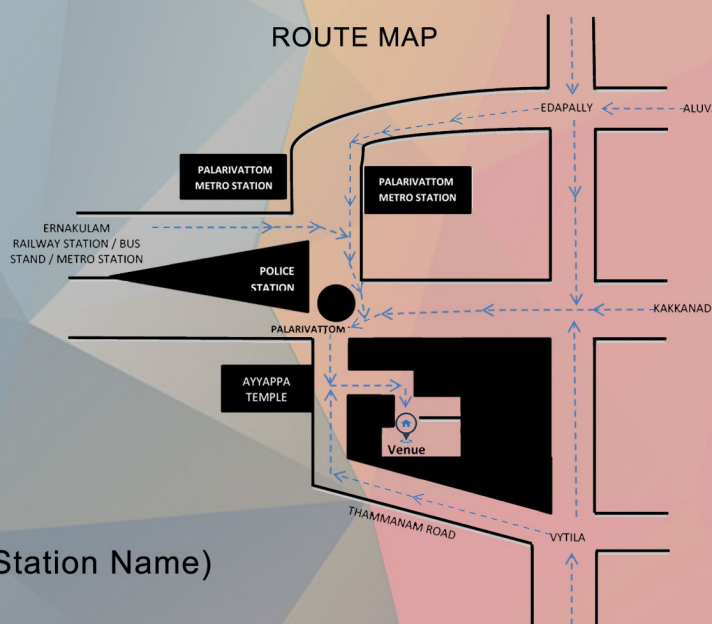 ROUTE MAP
EDAPALLY
PALARIVATTOM
METRO STATION
PALARIVATTOM
METRO STATION
ERNAKULAM
RAILWAY STATION / BUS
STAND / METRO STATION
POLICE
STATION
KAKKANAD
PALARIVATTOM
AYYAPPA
TEMPLE
Venue
THAMMANAM ROAD
VYTILA
Station Name)